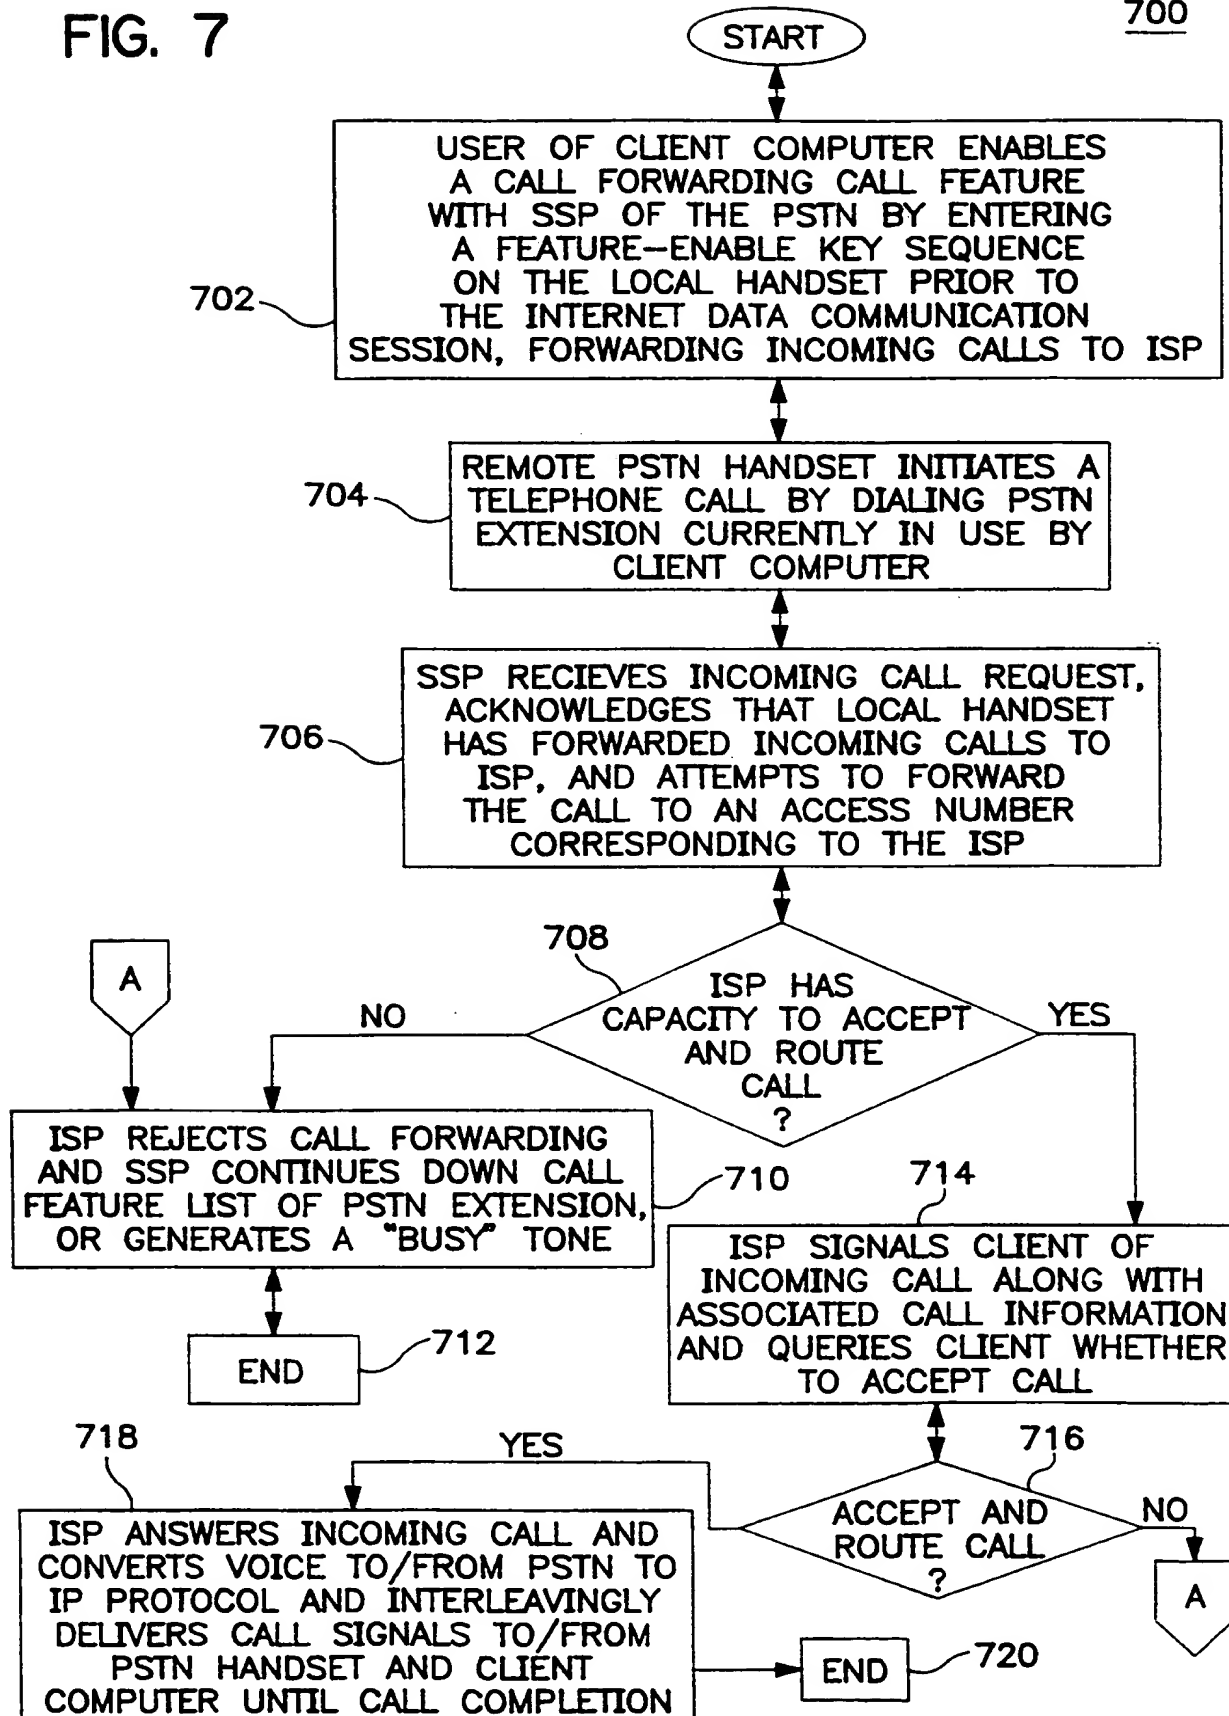 FIG. 7
700
START
USER OF CLIENT COMPUTER ENABLES
A CALL FORWARDING CALL FEATURE
WITH SSP OF THE PSTN BY ENTERING
A FEATURE-ENABLE KEY SEQUENCE
ON THE LOCAL HANDSET PRIOR TO
THE INTERNET DATA COMMUNICATION
SESSION, FORWARDING INCOMING CALLS TO ISP
702
REMOTE PSTN HANDSET INITIATES A
TELEPHONE CALL BY DIALING PSTN
EXTENSION CURRENTLY IN USE BY
CLIENT COMPUTER
704
SSP RECIEVES INCOMING CALL REQUEST,
ACKNOWLEDGES THAT LOCAL HANDSET
HAS FORWARDED INCOMING CALLS TO
ISP, AND ATTEMPTS TO FORWARD
THE CALL TO AN ACCESS NUMBER
CORRESPONDING TO THE ISP
706
708
ISP HAS
CAPACITY TO ACCEPT
AND ROUTE
CALL
?
NO
YES
A
ISP REJECTS CALL FORWARDING
AND SSP CONTINUES DOWN CALL
FEATURE LIST OF PSTN EXTENSION,
OR GENERATES A "BUSY" TONE
710
END
712
714
ISP SIGNALS CLIENT OF
INCOMING CALL ALONG WITH
ASSOCIATED CALL INFORMATION
AND QUERIES CLIENT WHETHER
TO ACCEPT CALL
716
ACCEPT AND
ROUTE CALL
?
YES
NO
A
718
ISP ANSWERS INCOMING CALL AND
CONVERTS VOICE TO/FROM PSTN TO
IP PROTOCOL AND INTERLEAVINGLY
DELIVERS CALL SIGNALS TO/FROM
PSTN HANDSET AND CLIENT
COMPUTER UNTIL CALL COMPLETION
END
720